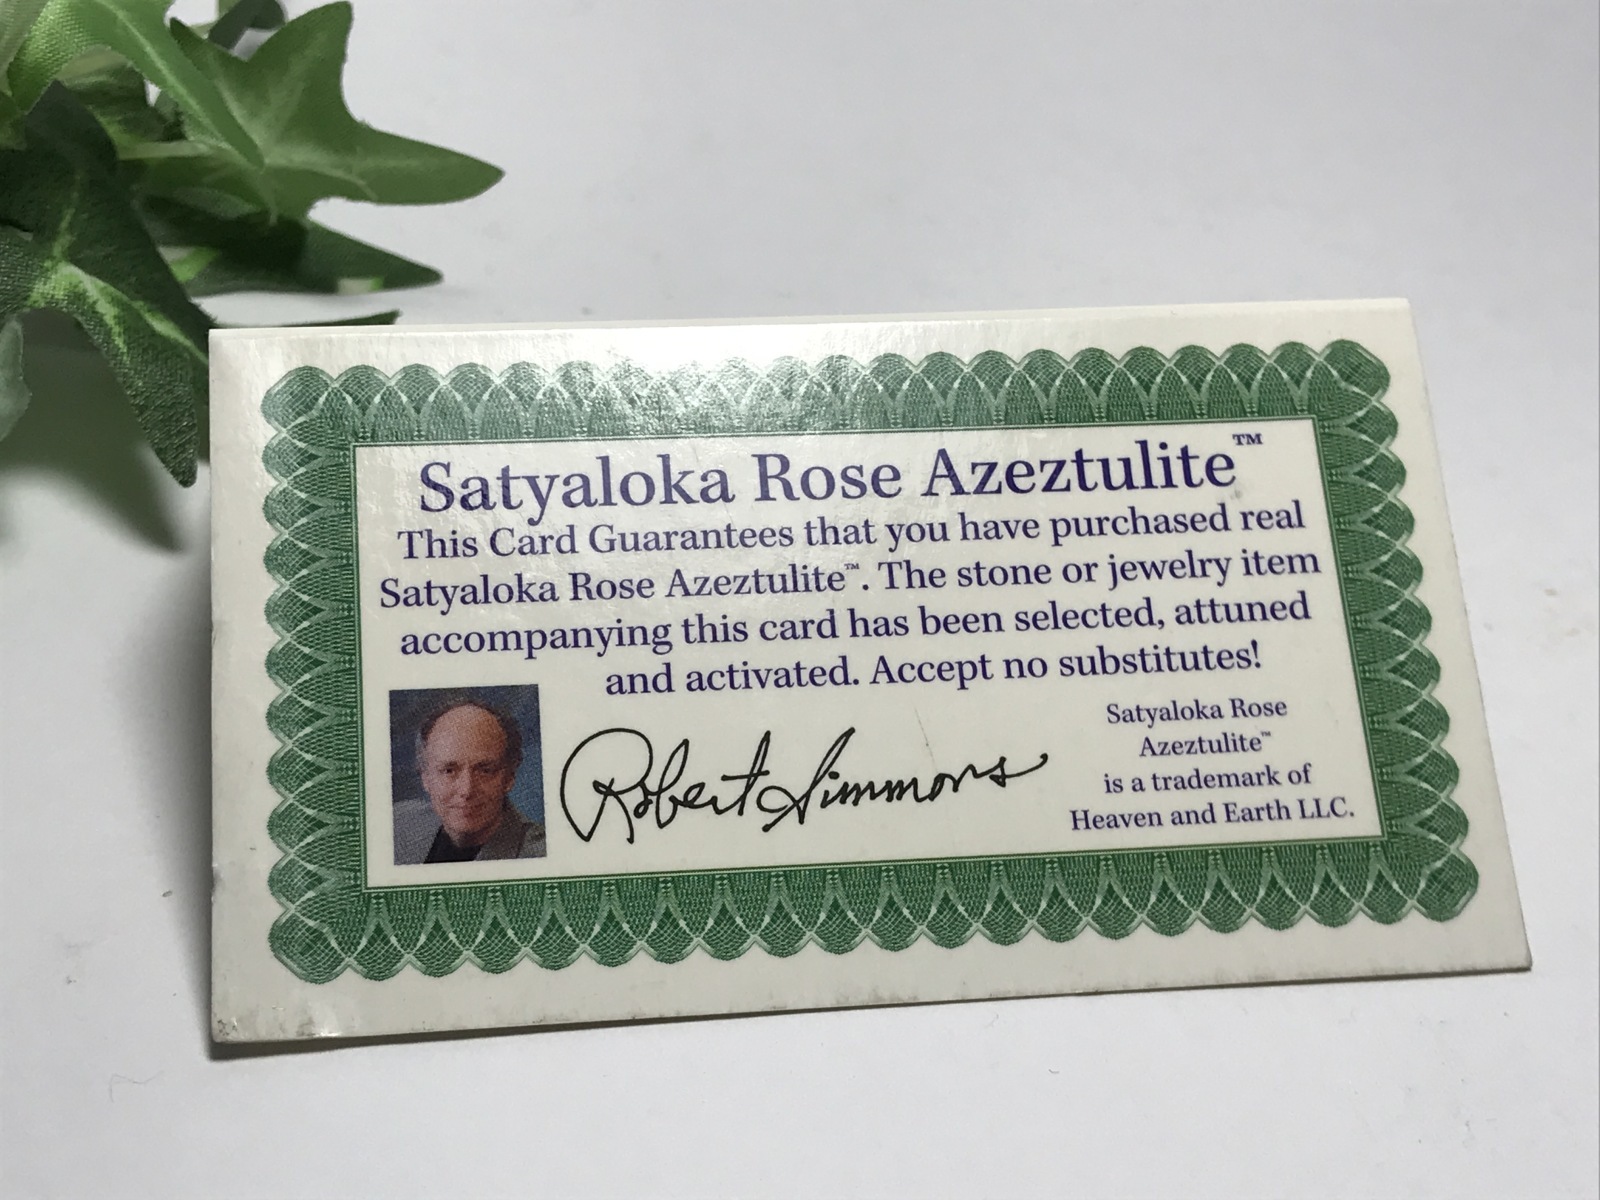 Satyaloka Rose Azeztulite™
This Card Guarantees that you have purchased real
Satyaloka Rose Azeztulite™. The stone or jewelry item
accompanying this card has been selected, attuned
and activated. Accept no substitutes!
Robert Simmons
Satyaloka Rose
Azeztulite™
is a trademark of
Heaven and Earth LLC.